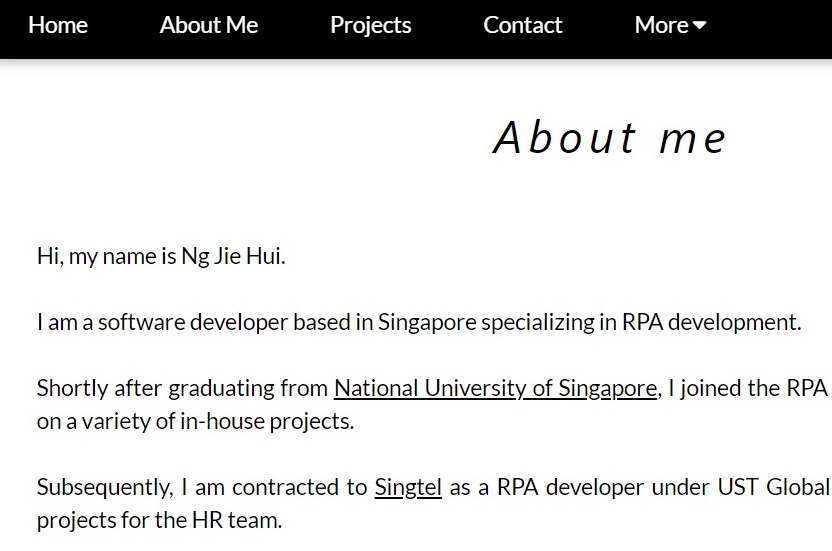 Home About Me Projects Contact More
About me
Hi, my name is Ng Jie Hui.
I am a software developer based in Singapore specializing in RPA development.
Shortly after graduating from National University of Singapore, I joined the RPA
on a variety of in-house projects.
Subsequently, I am contracted to Singtel as a RPA developer under UST Global
projects for the HR team.